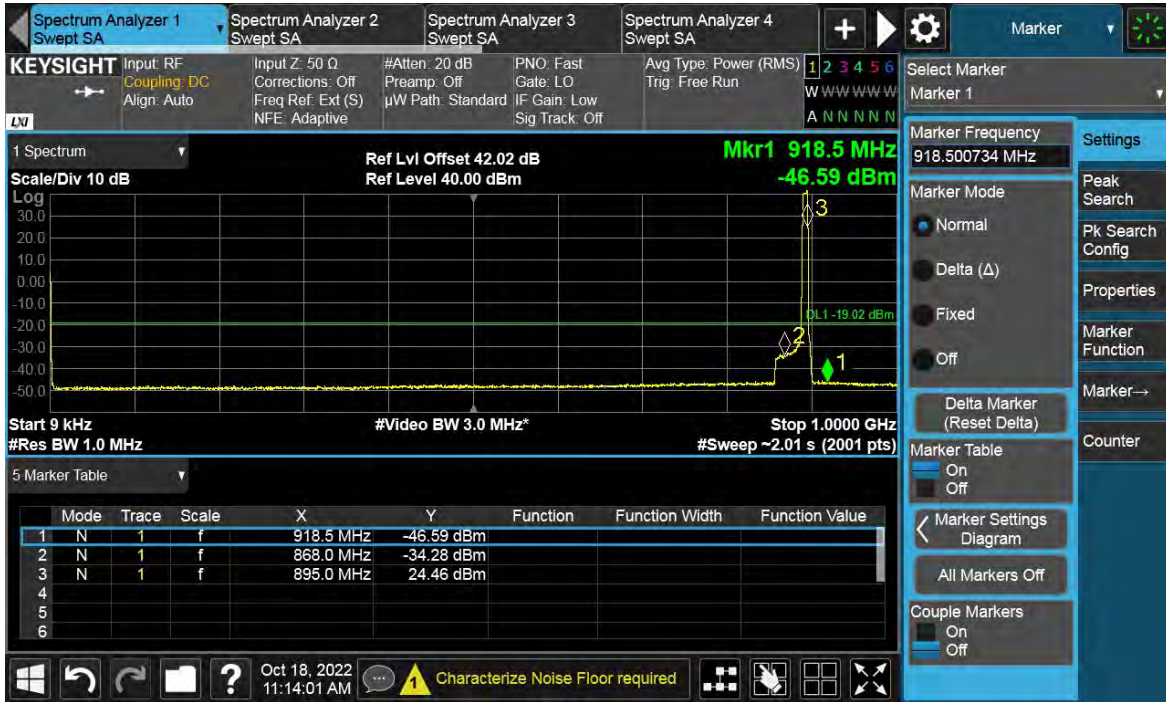 Spectrum Analyzer 1
Swept SA
Spectrum Analyzer 2
Swept SA
Spectrum Analyzer 3
Swept SA
Spectrum Analyzer 4
Swept SA
+
Marker
KEYSIGHT
LXI
Input: RF
Coupling: DC
Align: Auto
Input Z: 50 Ω
Corrections: Off
Freq Ref: Ext (S)
NFE: Adaptive
#Atten: 20 dB
Preamp: Off
µW Path: Standard
PNO: Fast
Gate: LO
IF Gain: Low
Sig Track: Off
Avg Type: Power (RMS)
Trig: Free Run
1 2 3 4 5 6
W W W W W W
A N N N N N
Select Marker
Marker 1
1 Spectrum
Scale/Div 10 dB
Ref Lvl Offset 42.02 dB
Ref Level 40.00 dBm
Mkr1 918.5 MHz
-46.59 dBm
Log
30.0
20.0
10.0
0.00
-10.0
-20.0
-30.0
-40.0
-50.0
3
DL1 -19.02 dBm
2
1
Start 9 kHz
#Res BW 1.0 MHz
#Video BW 3.0 MHz*
Stop 1.0000 GHz
#Sweep ~2.01 s (2001 pts)
5 Marker Table
Mode Trace Scale X Y Function Function Width Function Value
1 N 1 f 918.5 MHz -46.59 dBm
2 N 1 f 868.0 MHz -34.28 dBm
3 N 1 f 895.0 MHz 24.46 dBm
4
5
6
Marker Frequency
918.500734 MHz
Marker Mode
Normal
Delta (Δ)
Fixed
Off
Delta Marker
(Reset Delta)
Marker Table
On
Off
Marker Settings
Diagram
All Markers Off
Couple Markers
On
Off
Settings
Peak
Search
Pk Search
Config
Properties
Marker
Function
Marker→
Counter
?
Oct 18, 2022
11:14:01 AM
1
Characterize Noise Floor required